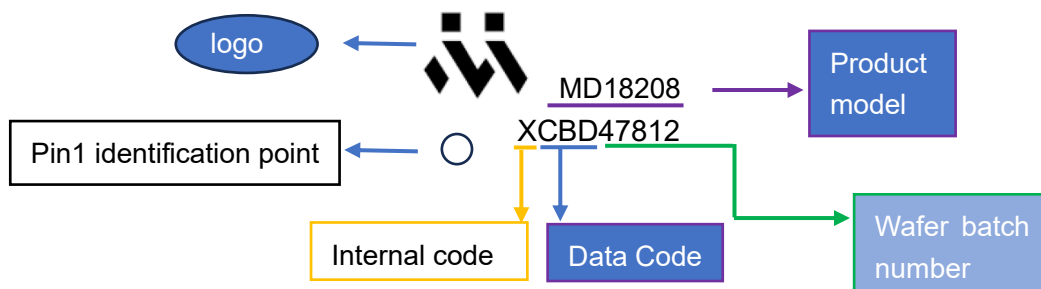 logo
MD18208
Product
model
XCBD47812
Pin1 identification point
Internal code
Data Code
Wafer batch
number